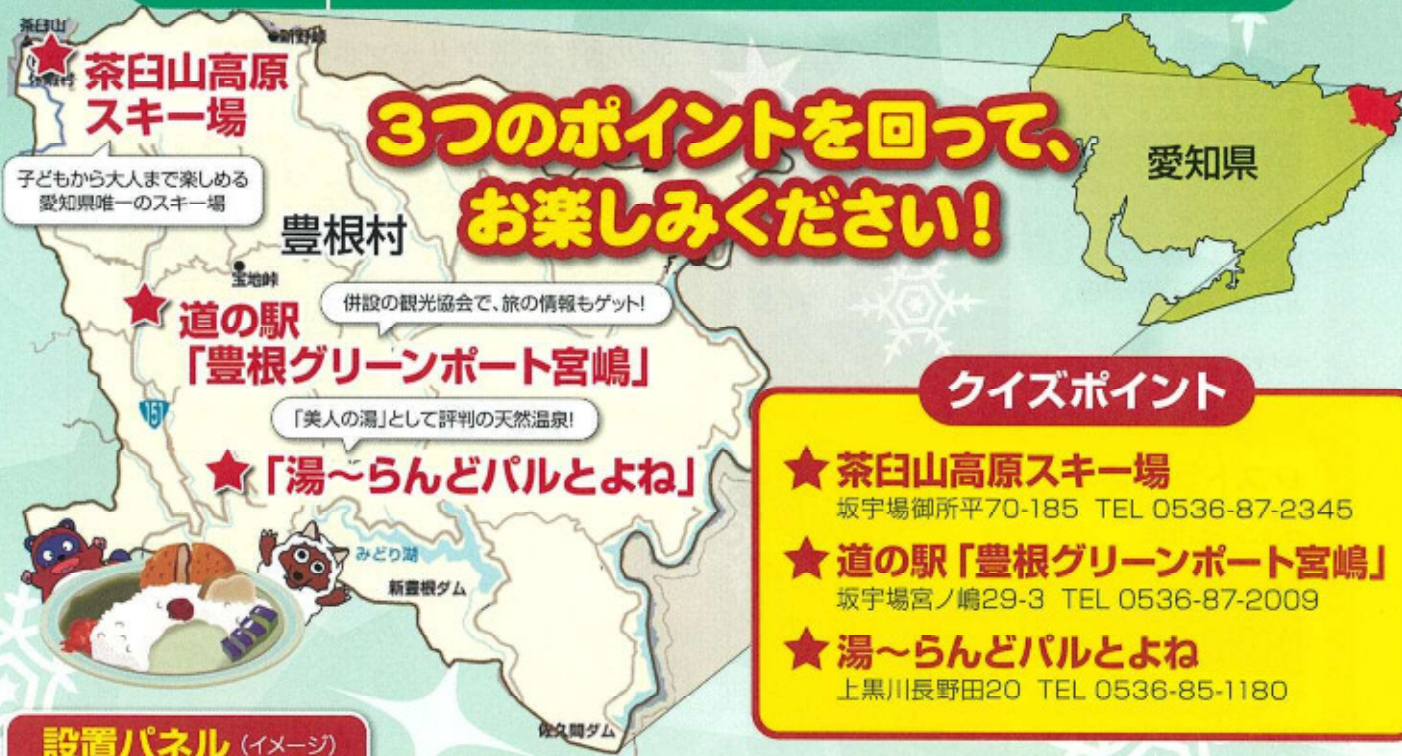 茶臼山
新野峠
茶臼山高原
スキー場
子どもから大人まで楽しめる
愛知県唯一のスキー場
3つのポイントを回って、
お楽しみください!
愛知県
豊根村
宝地峠
併設の観光協会で、旅の情報もゲット!
道の駅
「豊根グリーンポート宮嶋」
151
「美人の湯」として評判の天然温泉!
「湯～らんどパルとよね」
みどり湖
新豊根ダム
佐久間ダム
クイズポイント
★茶臼山高原スキー場
坂宇場御所平70-185 TEL 0536-87-2345
★道の駅「豊根グリーンポート宮嶋」
坂宇場宮ノ嶋29-3 TEL 0536-87-2009
★湯～らんどパルとよね
上黒川長野田20 TEL 0536-85-1180
設置パネル(イメージ)